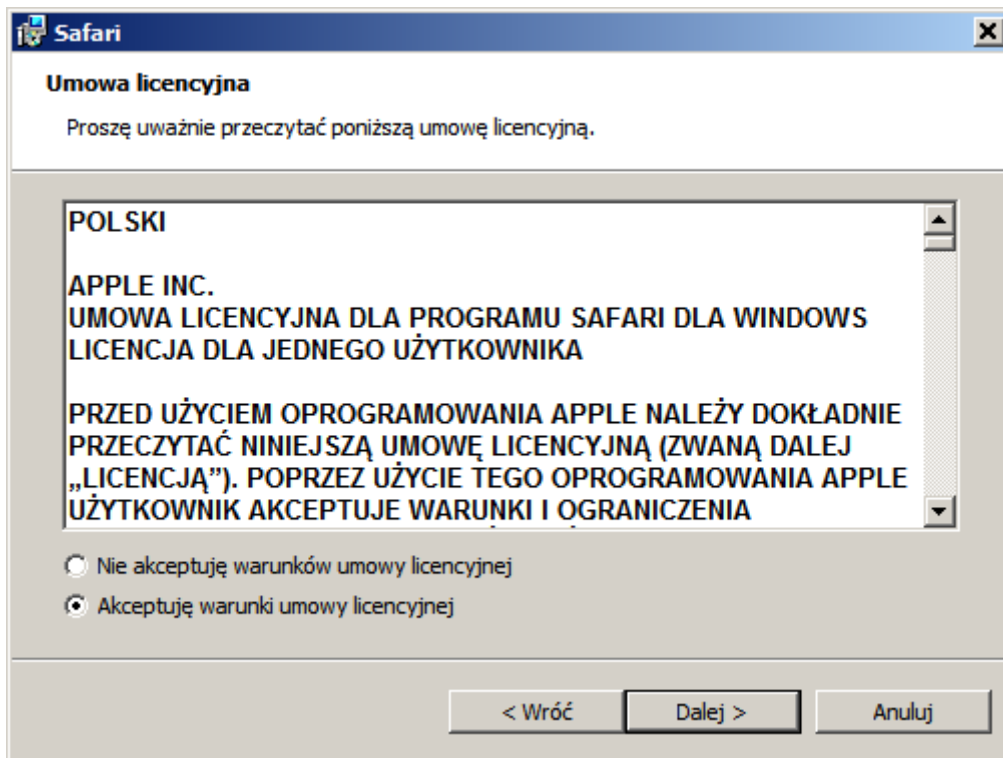 Safari
Umowa licencyjna
Proszę uważnie przeczytać poniższą umowę licencyjną.
POLSKI
APPLE INC.
UMOWA LICENCYJNA DLA PROGRAMU SAFARI DLA WINDOWS
LICENCJA DLA JEDNEGO UŻYTKOWNIKA
PRZED UŻYCIEM OPROGRAMOWANIA APPLE NALEŻY DOKŁADNIE
PRZECZYTAĆ NINIEJSZĄ UMOWĘ LICENCYJNĄ (ZWANĄ DALEJ
„LICENCJĄ”). POPRZEZ UŻYCIE TEGO OPROGRAMOWANIA APPLE
UŻYTKOWNIK AKCEPTUJE WARUNKI I OGRANICZENIA
Nie akceptuję warunków umowy licencyjnej
Akceptuję warunki umowy licencyjnej
< Wróć
Dalej >
Anuluj